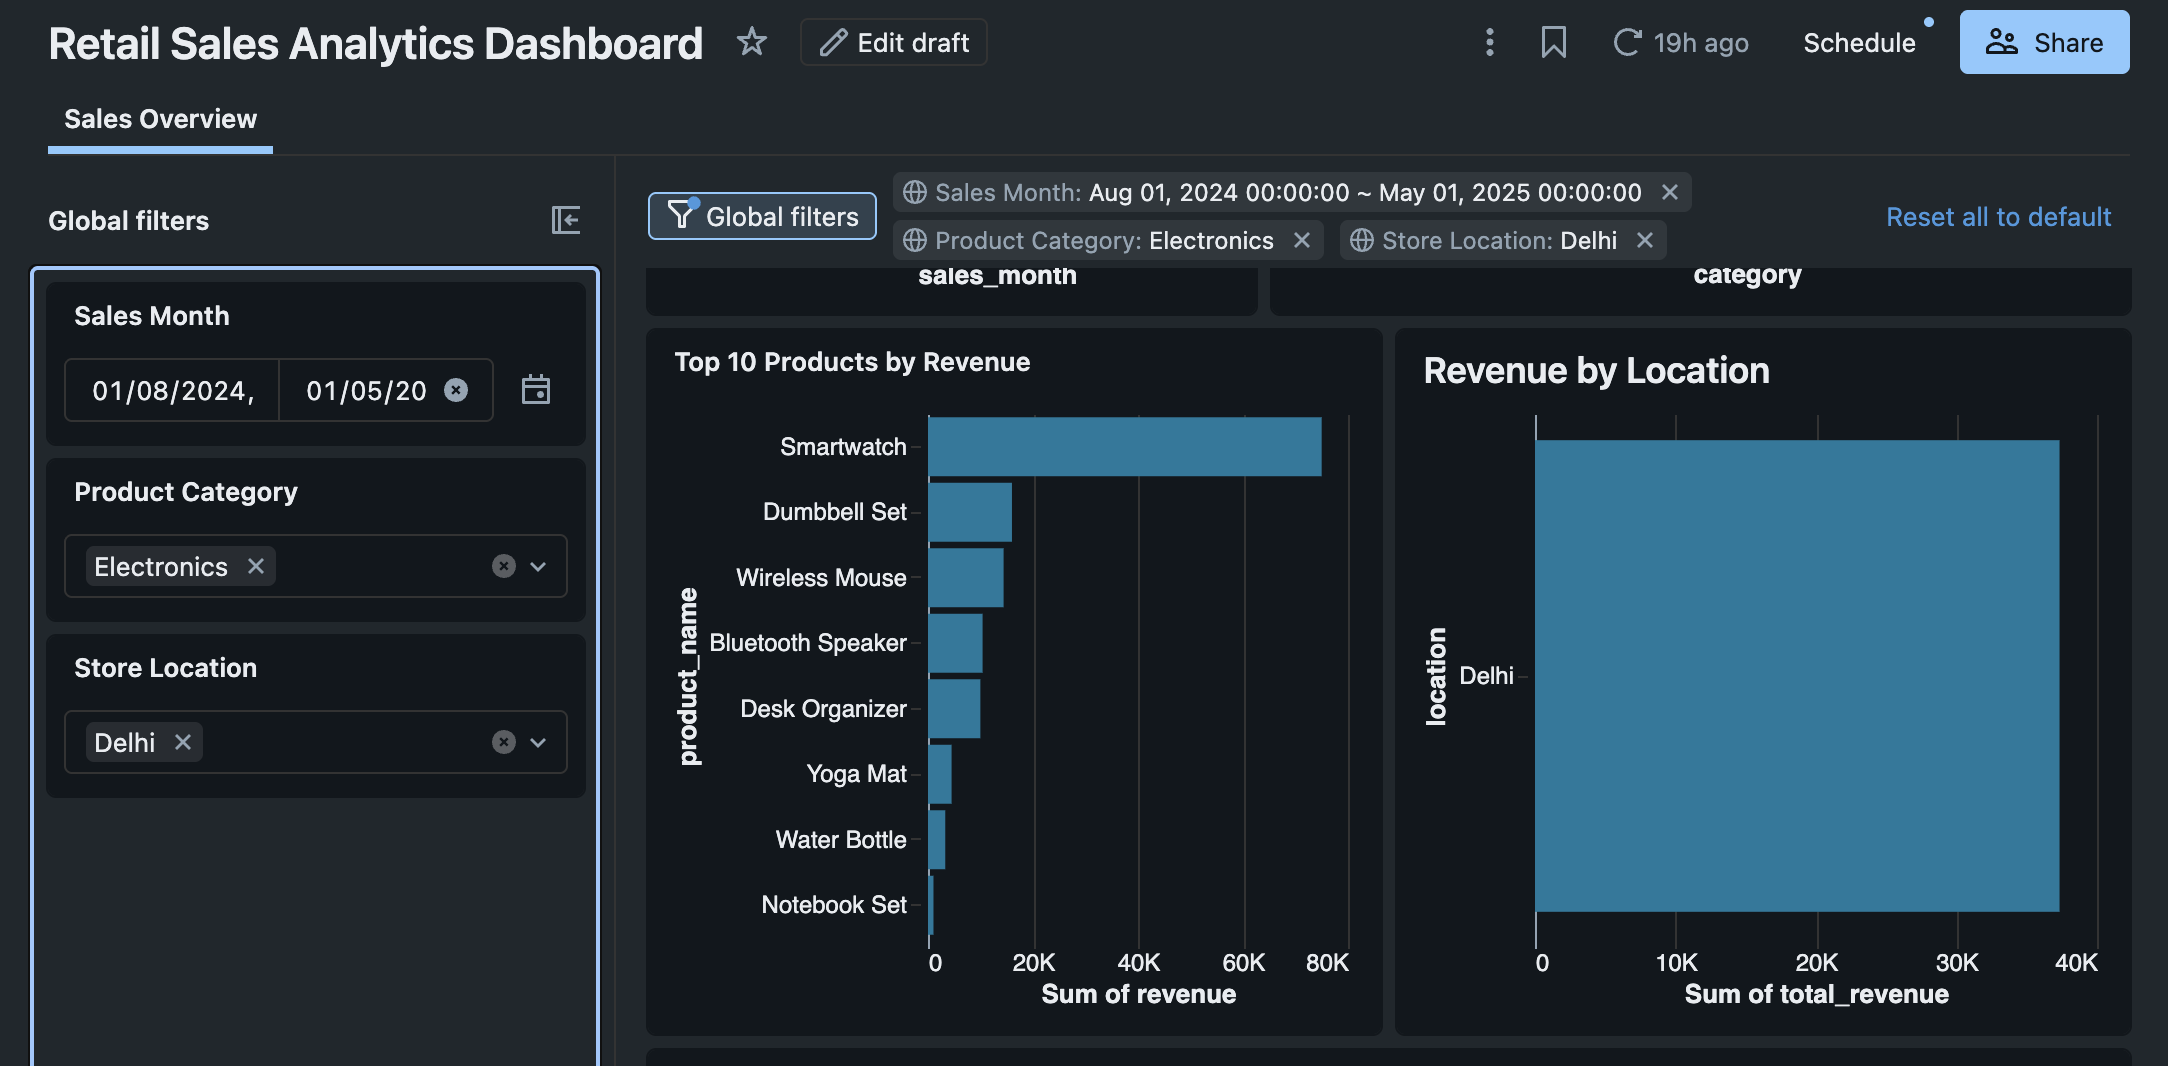 Retail Sales Analytics Dashboard
Edit draft
19h ago
Schedule
Share
Sales Overview
Global filters
Sales Month
01/08/2024,
01/05/20
Product Category
Electronics
Store Location
Delhi
Global filters
Sales Month: Aug 01, 2024 00:00:00 ~ May 01, 2025 00:00:00
Product Category: Electronics
Store Location: Delhi
Reset all to default
sales_month
category
Top 10 Products by Revenue
product_name
Smartwatch
Dumbbell Set
Wireless Mouse
Bluetooth Speaker
Desk Organizer
Yoga Mat
Water Bottle
Notebook Set
0 20K 40K 60K 80K
Sum of revenue
Revenue by Location
location
Delhi
0 10K 20K 30K 40K
Sum of total_revenue